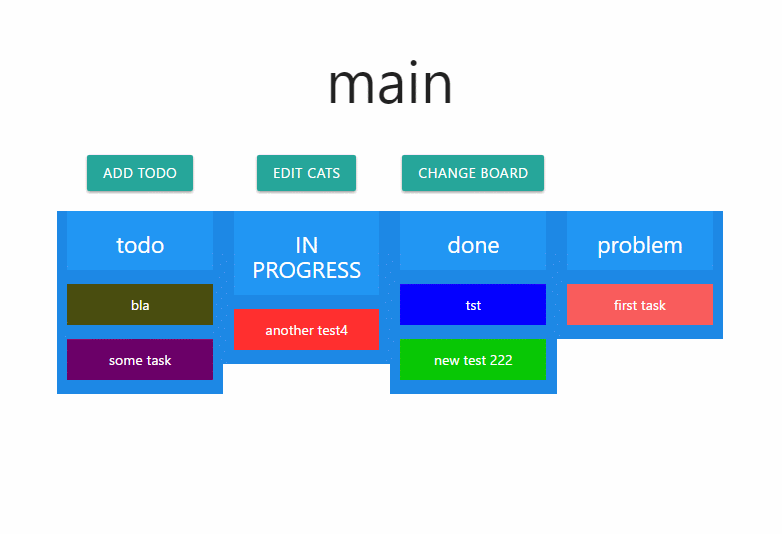 main
ADD TODO
EDIT CATS
CHANGE BOARD
todo
bla
some task
IN
PROGRESS
another test4
done
tst
new test 222
problem
first task